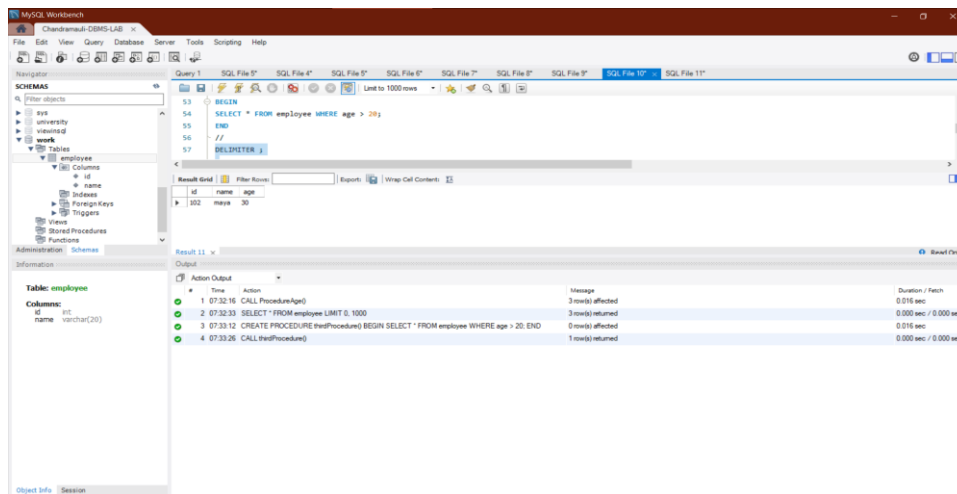 MySQL Workbench
Chandramauli-DBMS-LAB ×
File Edit View Query Database Server Tools Scripting Help
Navigator
SCHEMAS
Filter objects
sys
university
viewinsql
work
Tables
employee
Columns
id
name
Indexes
Foreign Keys
Triggers
Views
Stored Procedures
Functions
Administration Schemas
Information
Table: employee
Columns:
id int
name varchar(20)
Object Info Session
Query 1 SQL File 5* SQL File 4* SQL File 5* SQL File 6* SQL File 7* SQL File 8* SQL File 9* SQL File 10* × SQL File 11*
Limit to 1000 rows
53 BEGIN
54 SELECT * FROM employee WHERE age > 20;
55 END
56 //
57 DELIMITER ;
Result Grid Filter Rows: Export: Wrap Cell Content:
id name age
102 maya 30
Result 11 × Read On
Output
Action Output
# Time Action Message Duration / Fetch
1 07:32:16 CALL ProcedureAge() 3 row(s) affected 0.016 sec
2 07:32:33 SELECT * FROM employee LIMIT 0, 1000 3 row(s) returned 0.000 sec / 0.000 se
3 07:33:12 CREATE PROCEDURE thirdProcedure() BEGIN SELECT * FROM employee WHERE age > 20; END 0 row(s) affected 0.016 sec
4 07:33:26 CALL thirdProcedure() 1 row(s) returned 0.000 sec / 0.000 se